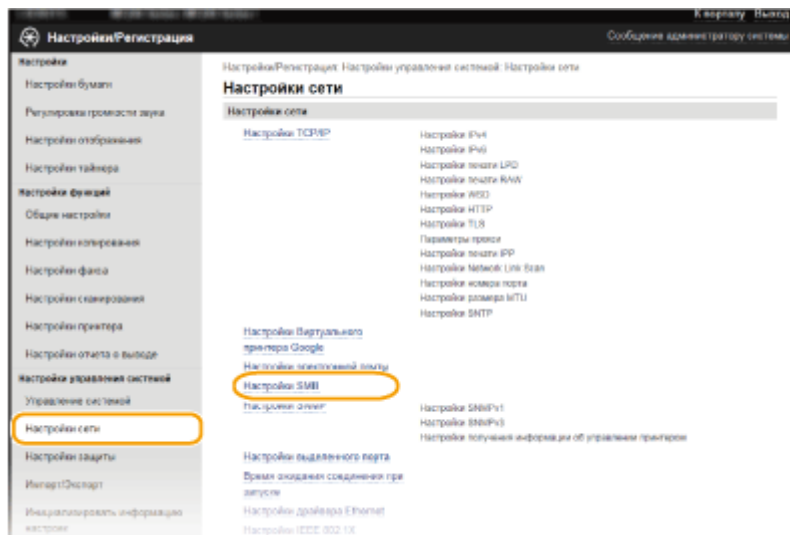 К порталу Выход
Настройки/Регистрация
Сообщение администратору системы
Настройки
Настройки бумаги
Регулировка громкости звука
Настройки отображения
Настройки таймера
Настройки функций
Общие настройки
Настройки копирования
Настройки факса
Настройки сканирования
Настройки принтера
Настройки отчета о выводе
Настройки управления системой
Управление системой
Настройки сети
Настройки защиты
Импорт/Экспорт
Инициализировать информацию
настроек
Настройки/Регистрация: Настройки управления системой: Настройки сети
Настройки сети
Настройки сети
Настройки TCP/IP
Настройки IPv4
Настройки IPv6
Настройки печати LPD
Настройки печати RAW
Настройки WSD
Настройки HTTP
Настройки TLS
Параметры прокси
Настройки печати IPP
Настройки Network Link Scan
Настройки номера порта
Настройки размера MTU
Настройки SNTP
Настройки Виртуального
принтера Google
Настройки электронной почты
Настройки SMB
Настройки SNMP
Настройки SNMPv1
Настройки SNMPv3
Настройки получения информации об управлении принтером
Настройки выделенного порта
Время ожидания соединения при
запуске
Настройки драйвера Ethernet
Настройки IEEE 802.1X